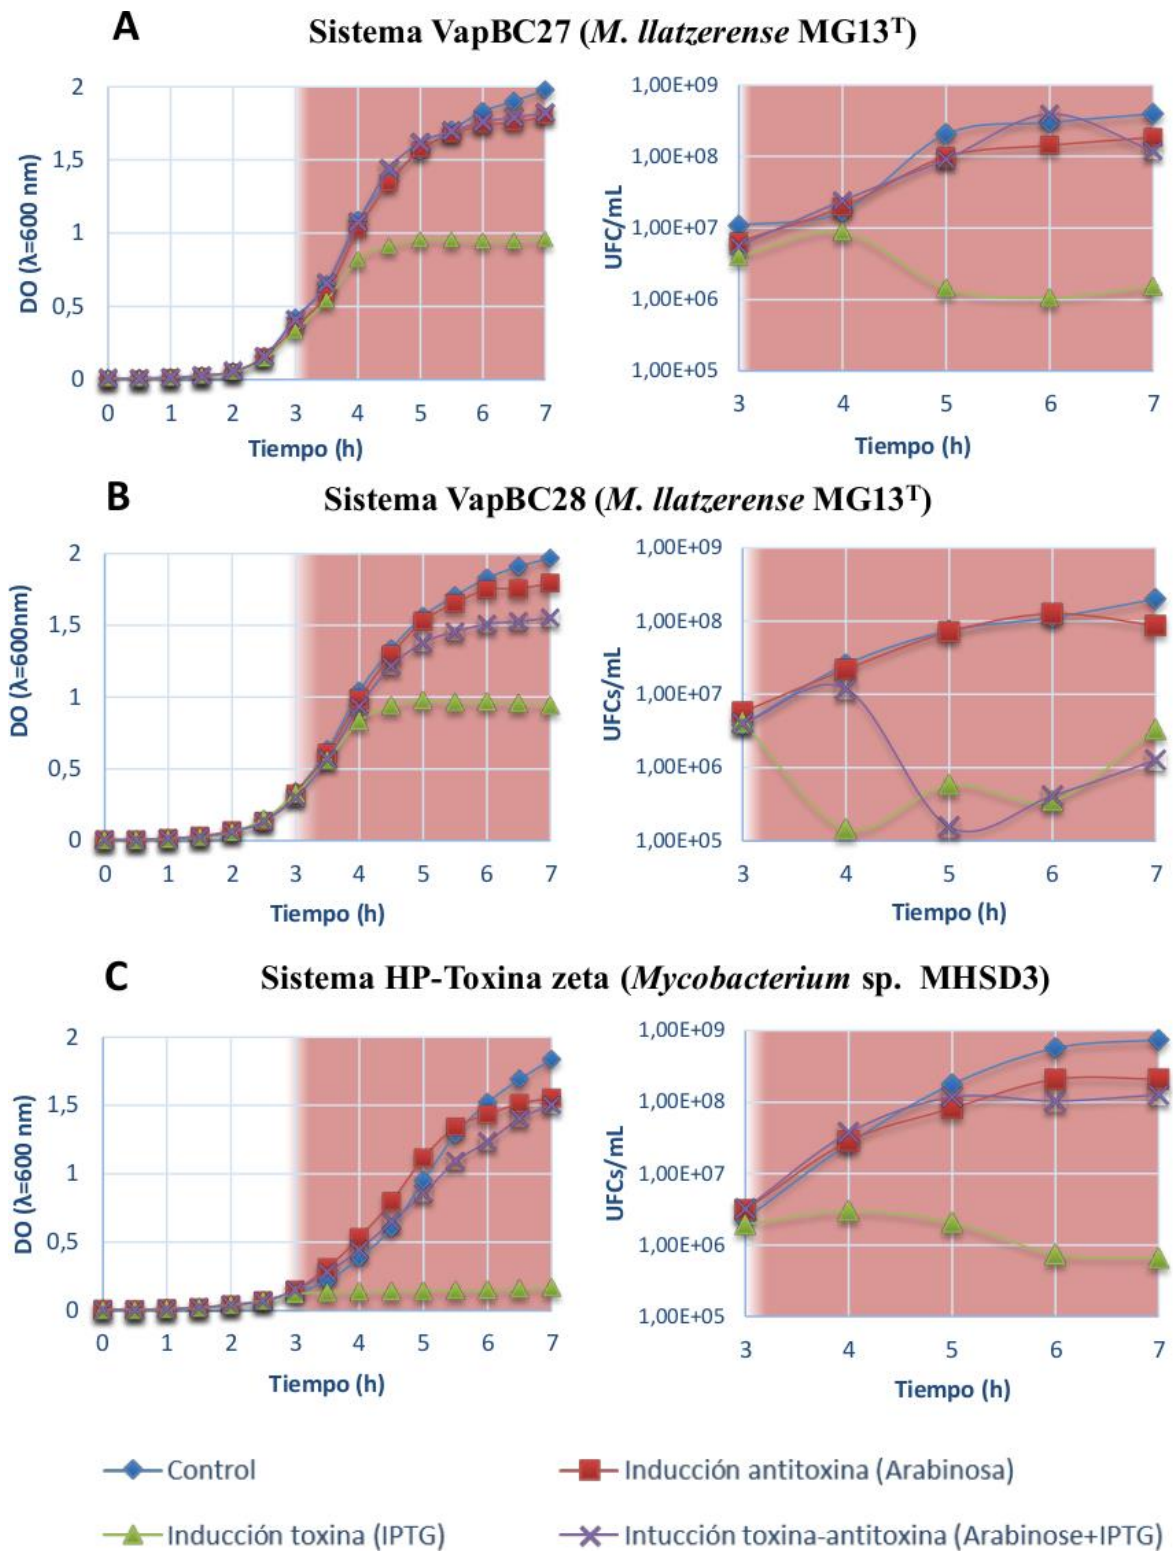 A
Sistema VapBC27 (M. llatzerense MG13ᵀ)
DO (λ=600 nm)
2
1,5
1
0,5
0
0 1 2 3 4 5 6 7
Tiempo (h)
UFC/mL
1,00E+09
1,00E+08
1,00E+07
1,00E+06
1,00E+05
3 4 5 6 7
Tiempo (h)
B
Sistema VapBC28 (M. llatzerense MG13ᵀ)
DO (λ=600nm)
2
1,5
1
0,5
0
0 1 2 3 4 5 6 7
Tiempo (h)
UFCs/mL
1,00E+09
1,00E+08
1,00E+07
1,00E+06
1,00E+05
3 4 5 6 7
Tiempo (h)
C
Sistema HP-Toxina zeta (Mycobacterium sp. MHSD3)
DO (λ=600 nm)
2
1,5
1
0,5
0
0 1 2 3 4 5 6 7
Tiempo (h)
UFCs/mL
1,00E+09
1,00E+08
1,00E+07
1,00E+06
1,00E+05
3 4 5 6 7
Tiempo (h)
Control
Inducción antitoxina (Arabinosa)
Inducción toxina (IPTG)
Intucción toxina-antitoxina (Arabinose+IPTG)